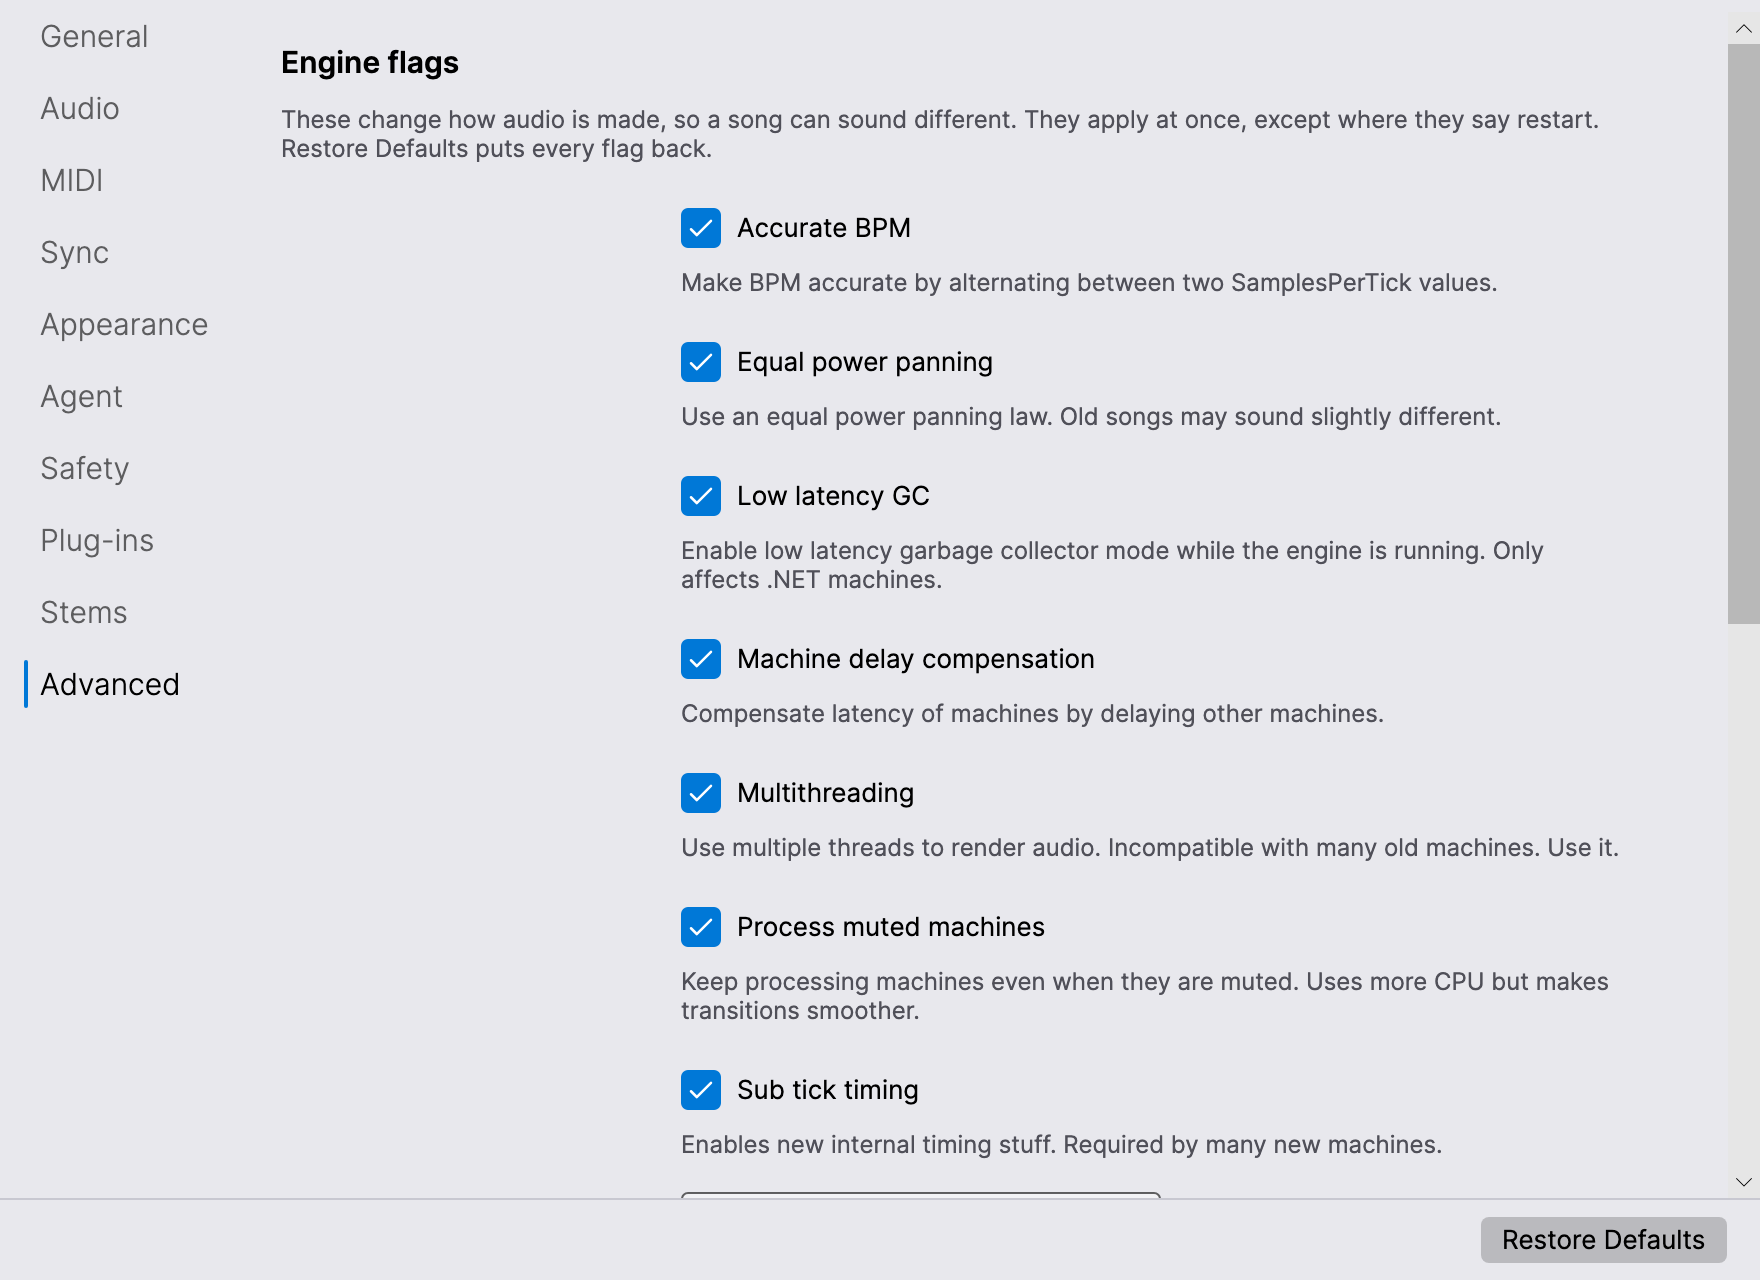 General
Audio
MIDI
Sync
Appearance
Agent
Safety
Plug-ins
Stems
Advanced
Engine flags
These change how audio is made, so a song can sound different. They apply at once, except where they say restart.
Restore Defaults puts every flag back.
Accurate BPM
Make BPM accurate by alternating between two SamplesPerTick values.
Equal power panning
Use an equal power panning law. Old songs may sound slightly different.
Low latency GC
Enable low latency garbage collector mode while the engine is running. Only
affects .NET machines.
Machine delay compensation
Compensate latency of machines by delaying other machines.
Multithreading
Use multiple threads to render audio. Incompatible with many old machines. Use it.
Process muted machines
Keep processing machines even when they are muted. Uses more CPU but makes
transitions smoother.
Sub tick timing
Enables new internal timing stuff. Required by many new machines.
Restore Defaults